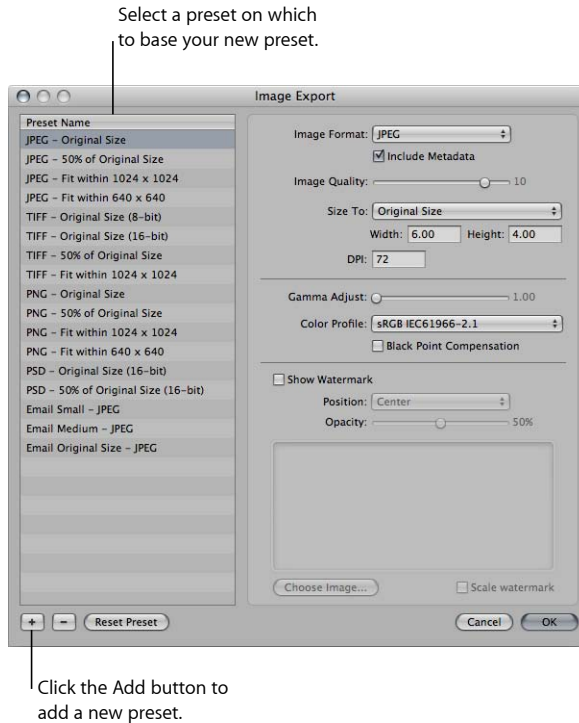 Select a preset on which
to base your new preset.
Image Export
Preset Name
JPEG – Original Size
JPEG – 50% of Original Size
JPEG – Fit within 1024 x 1024
JPEG – Fit within 640 x 640
TIFF – Original Size (8-bit)
TIFF – Original Size (16-bit)
TIFF – 50% of Original Size
TIFF – Fit within 1024 x 1024
PNG – Original Size
PNG – 50% of Original Size
PNG – Fit within 1024 x 1024
PNG – Fit within 640 x 640
PSD – Original Size (16-bit)
PSD – 50% of Original Size (16-bit)
Email Small – JPEG
Email Medium – JPEG
Email Original Size – JPEG
Image Format: JPEG
Include Metadata
Image Quality: 10
Size To: Original Size
Width: 6.00 Height: 4.00
DPI: 72
Gamma Adjust: 1.00
Color Profile: sRGB IEC61966-2.1
Black Point Compensation
Show Watermark
Position: Center
Opacity: 50%
Choose Image... Scale watermark
+ – Reset Preset Cancel OK
Click the Add button to
add a new preset.